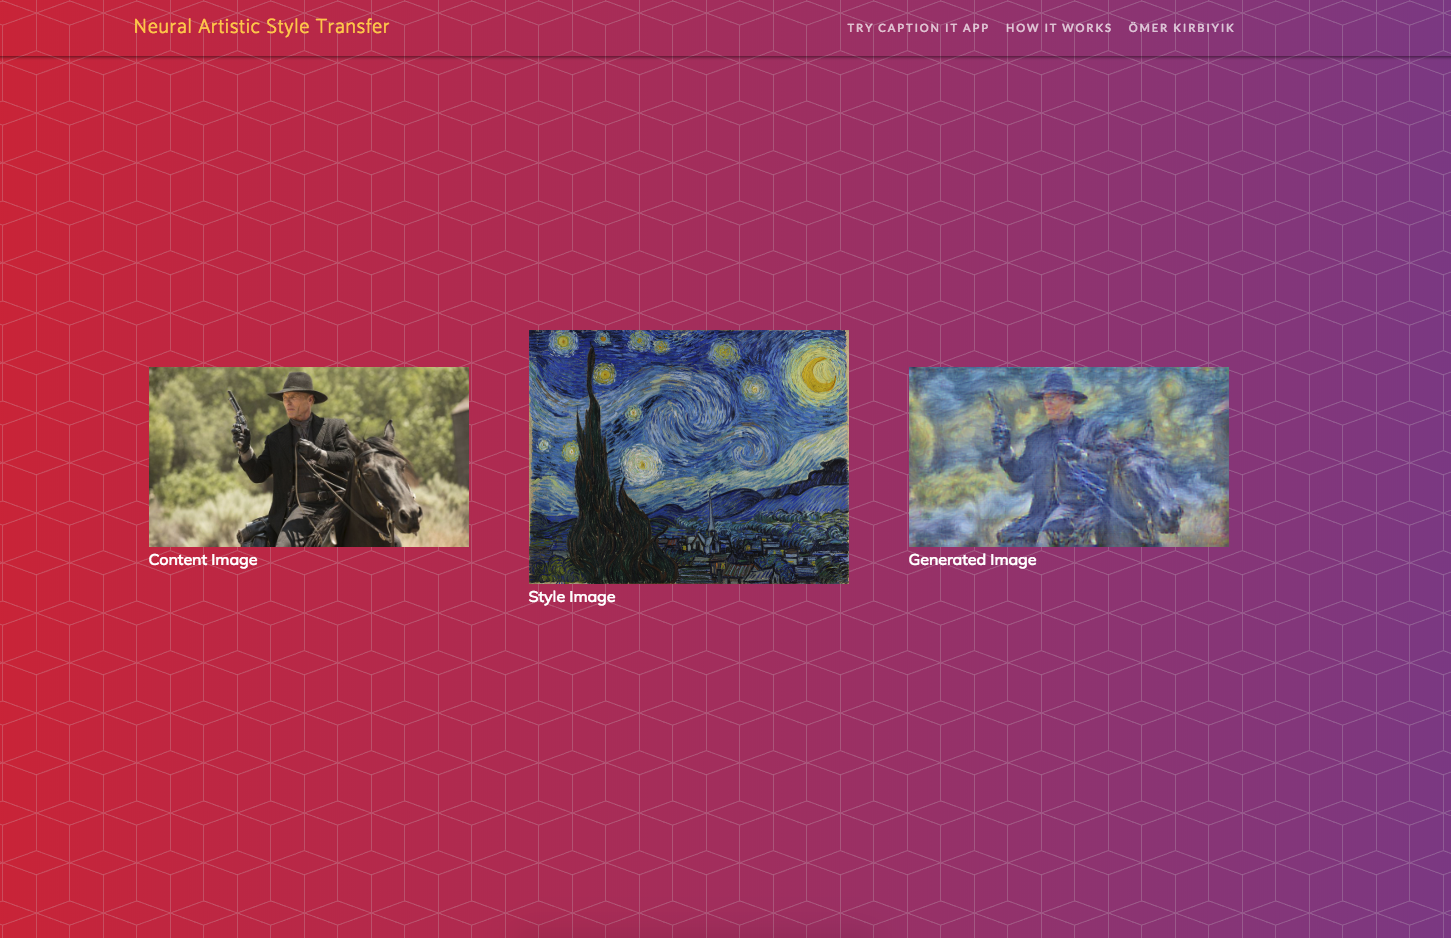 Neural Artistic Style Transfer
TRY CAPTION IT APP HOW IT WORKS ÖMER KIRBIYIK
Content Image
Style Image
Generated Image